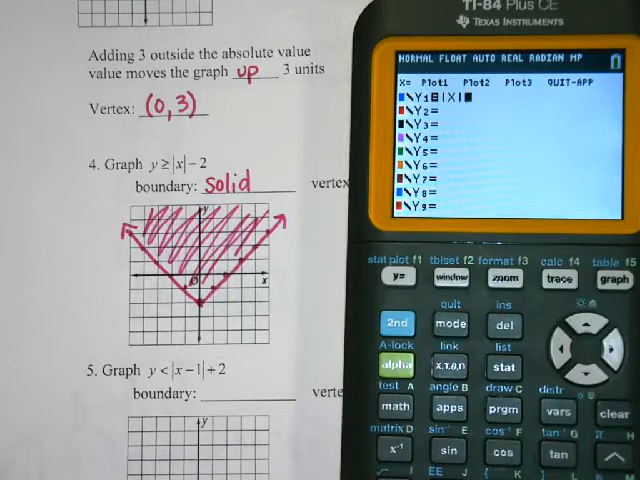 Adding 3 outside the absolute value
value moves the graph up 3 units
Vertex: (0,3)
4. Graph y ≥ |x| − 2
boundary: solid
vertex
y
x
0
5. Graph y < |x − 1| + 2
boundary:
verte
y
TI-84 Plus CE
TEXAS INSTRUMENTS
NORMAL FLOAT AUTO REAL RADIAN MP
X= Plot1 Plot2 Plot3 QUIT-APP
\Y1=|X|
\Y2=
\Y3=
\Y4=
\Y5=
\Y6=
\Y7=
\Y8=
\Y9=
stat plot f1 tblset f2 format f3 calc f4 table f5
y= window zoom trace graph
quit ins
2nd mode del
A-lock link list
alpha X,T,θ,n stat
test A angle B draw C distr
math apps prgm vars clear
matrix D sin⁻¹ E cos⁻¹ F tan⁻¹ G π H
x⁻¹ sin cos tan ^
√ I EE J { K } L